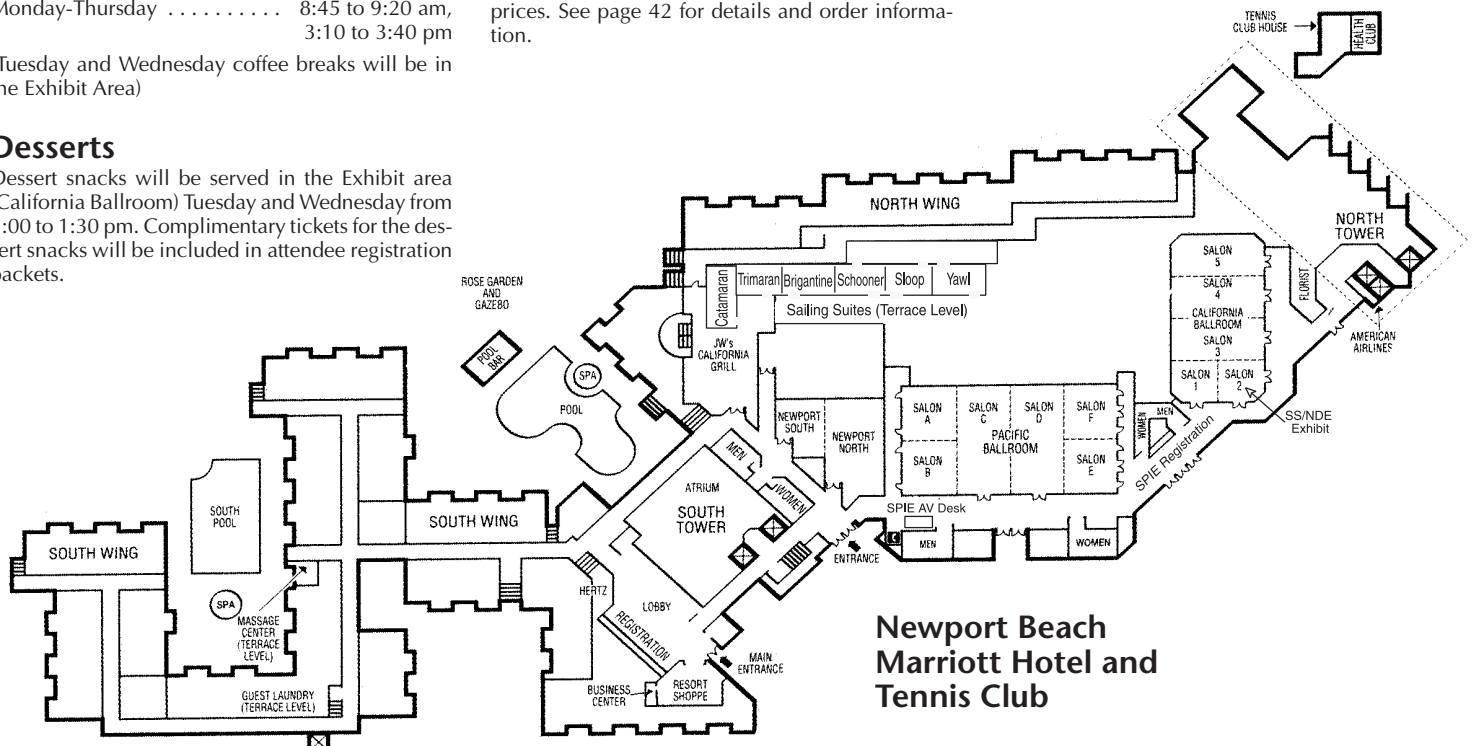 Monday-Thursday .......... 8:45 to 9:20 am,
3:10 to 3:40 pm
Tuesday and Wednesday coffee breaks will be in
he Exhibit Area)
Desserts
Dessert snacks will be served in the Exhibit area
California Ballroom) Tuesday and Wednesday from
:00 to 1:30 pm. Complimentary tickets for the des-
ert snacks will be included in attendee registration
packets.
prices. See page 42 for details and order informa-
tion.
TENNIS
CLUB HOUSE
HEALTH
CLUB
NORTH WING
NORTH
TOWER
SALON
5
SALON
4
CALIFORNIA
BALLROOM
SALON
3
SALON
1
SALON
2
FLORIST
AMERICAN
AIRLINES
SS/NDE
Exhibit
Catamaran
Trimaran
Brigantine
Schooner
Sloop
Yawl
Sailing Suites (Terrace Level)
ROSE GARDEN
AND
GAZEBO
POOL
BAR
SPA
POOL
JW's
CALIFORNIA
GRILL
NEWPORT
SOUTH
NEWPORT
NORTH
SALON
A
SALON
B
SALON
C
SALON
D
PACIFIC
BALLROOM
SALON
F
SALON
E
WOMEN
MEN
SPIE Registration
SPIE AV Desk
MEN
WOMEN
ENTRANCE
MEN
WOMEN
ATRIUM
SOUTH
TOWER
SOUTH
POOL
SOUTH WING
SOUTH WING
SPA
MASSAGE
CENTER
(TERRACE
LEVEL)
GUEST LAUNDRY
(TERRACE LEVEL)
HERTZ
LOBBY
REGISTRATION
MAIN
ENTRANCE
BUSINESS
CENTER
RESORT
SHOPPE
Newport Beach
Marriott Hotel and
Tennis Club